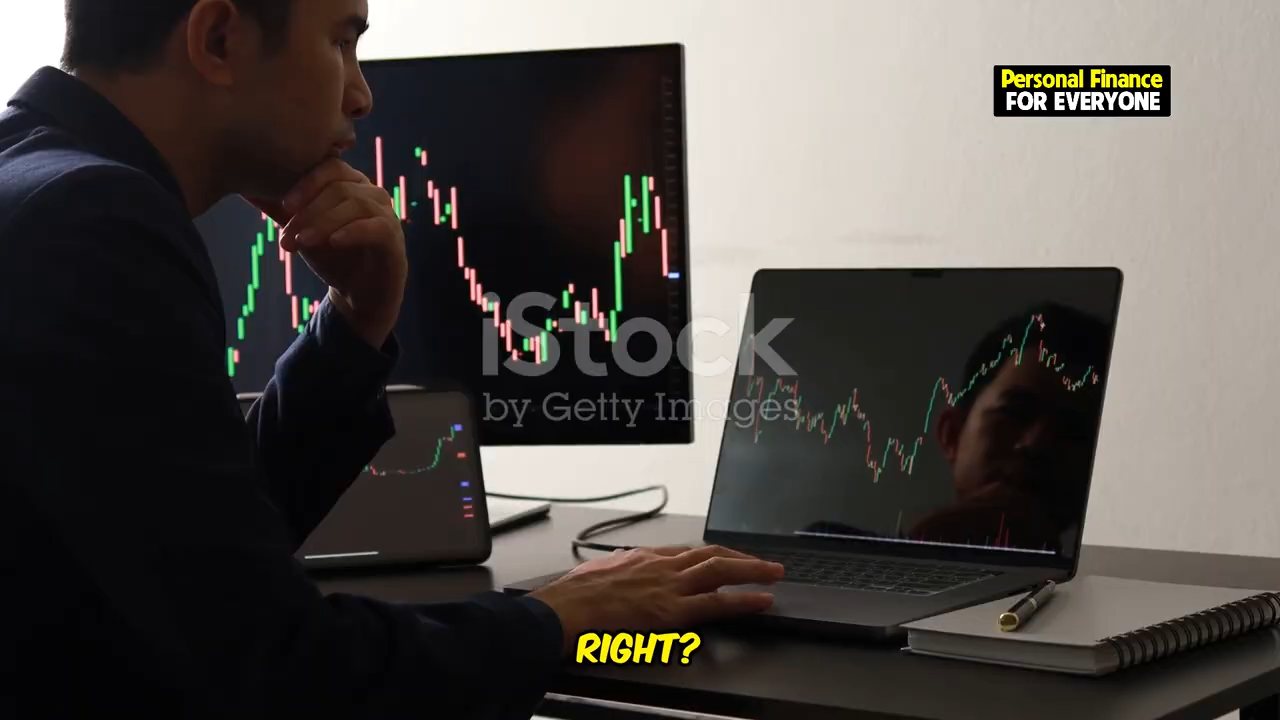 Personal Finance
FOR EVERYONE
iStock
by Getty Images
RIGHT?